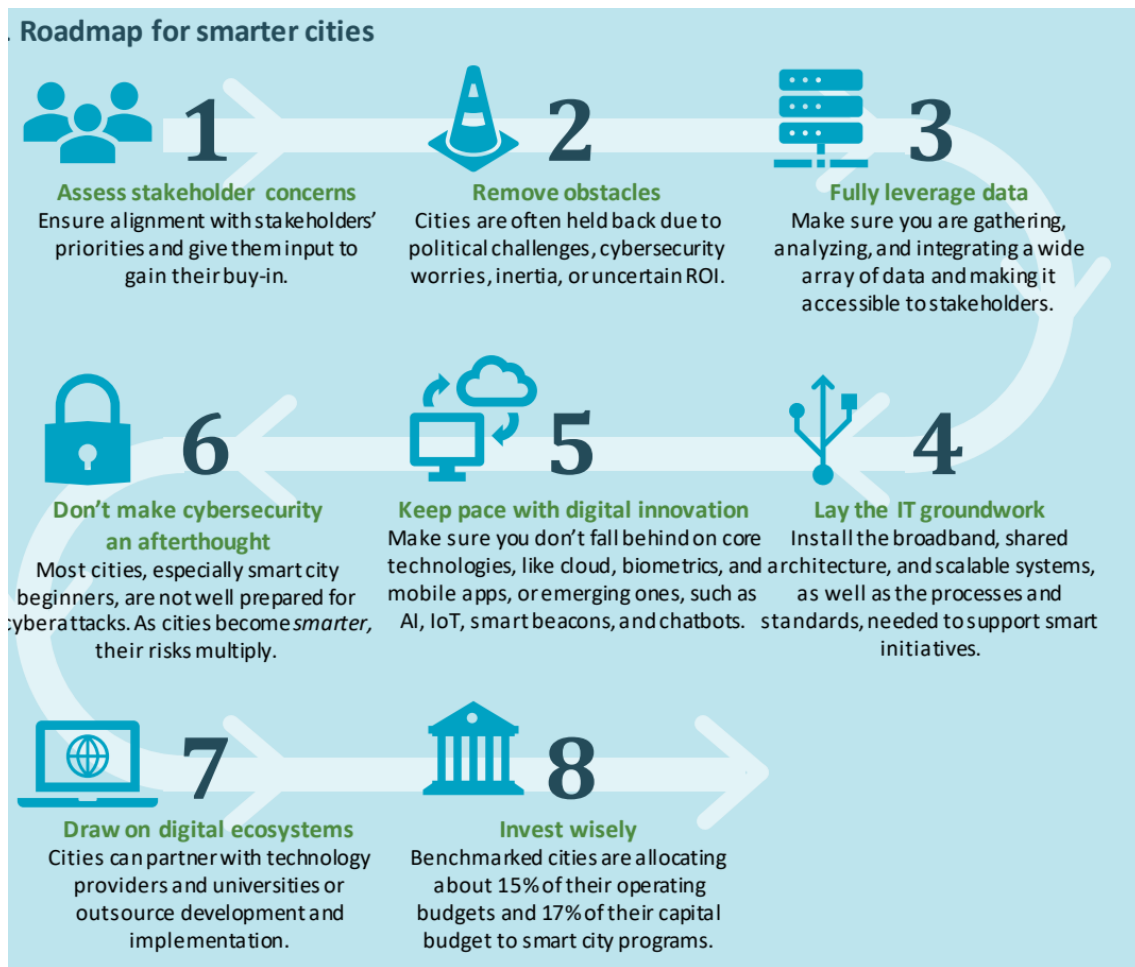 . Roadmap for smarter cities
1
Assess stakeholder concerns
Ensure alignment with stakeholders'
priorities and give them input to
gain their buy-in.
2
Remove obstacles
Cities are often held back due to
political challenges, cybersecurity
worries, inertia, or uncertain ROI.
3
Fully leverage data
Make sure you are gathering,
analyzing, and integrating a wide
array of data and making it
accessible to stakeholders.
4
Lay the IT groundwork
Install the broadband, shared
architecture, and scalable systems,
as well as the processes and
standards, needed to support smart
initiatives.
5
Keep pace with digital innovation
Make sure you don't fall behind on core
technologies, like cloud, biometrics, and
mobile apps, or emerging ones, such as
AI, IoT, smart beacons, and chatbots.
6
Don't make cybersecurity
an afterthought
Most cities, especially smart city
beginners, are not well prepared for
cyberattacks. As cities become smarter,
their risks multiply.
7
Draw on digital ecosystems
Cities can partner with technology
providers and universities or
outsource development and
implementation.
8
Invest wisely
Benchmarked cities are allocating
about 15% of their operating
budgets and 17% of their capital
budget to smart city programs.